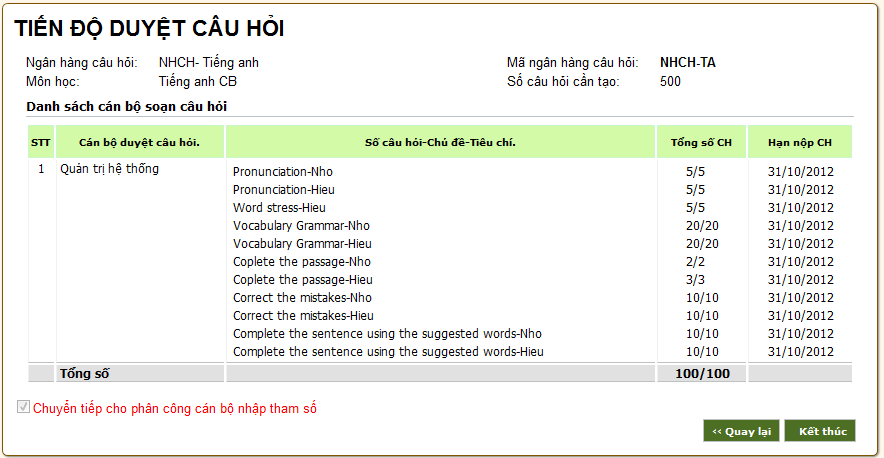 TIẾN ĐỘ DUYỆT CÂU HỎI
Ngân hàng câu hỏi: NHCH- Tiếng anh Mã ngân hàng câu hỏi: NHCH-TA
Môn học: Tiếng anh CB Số câu hỏi cần tạo: 500
Danh sách cán bộ soạn câu hỏi
STT Cán bộ duyệt câu hỏi. Số câu hỏi-Chủ đề-Tiêu chí. Tổng số CH Hạn nộp CH
1 Quản trị hệ thống Pronunciation-Nho 5/5 31/10/2012
Pronunciation-Hieu 5/5 31/10/2012
Word stress-Hieu 5/5 31/10/2012
Vocabulary Grammar-Nho 20/20 31/10/2012
Vocabulary Grammar-Hieu 20/20 31/10/2012
Coplete the passage-Nho 2/2 31/10/2012
Coplete the passage-Hieu 3/3 31/10/2012
Correct the mistakes-Nho 10/10 31/10/2012
Correct the mistakes-Hieu 10/10 31/10/2012
Complete the sentence using the suggested words-Nho 10/10 31/10/2012
Complete the sentence using the suggested words-Hieu 10/10 31/10/2012
Tổng số 100/100
Chuyển tiếp cho phân công cán bộ nhập tham số
‹‹ Quay lại Kết thúc